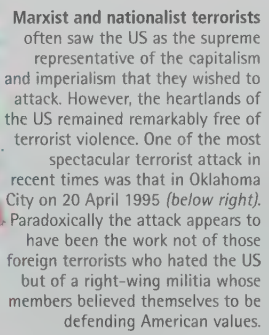 Marxist and nationalist terrorists
often saw the US as the supreme
representative of the capitalism
and imperialism that they wished to
attack. However, the heartlands of
the US remained remarkably free of
terrorist violence. One of the most
spectacular terrorist attack in
recent times was that in Oklahoma
City on 20 April 1995 (below right).
Paradoxically the attack appears to
have been the work not of those
foreign terrorists who hated the US
but of a right-wing militia whose
members believed themselves to be
defending American values.